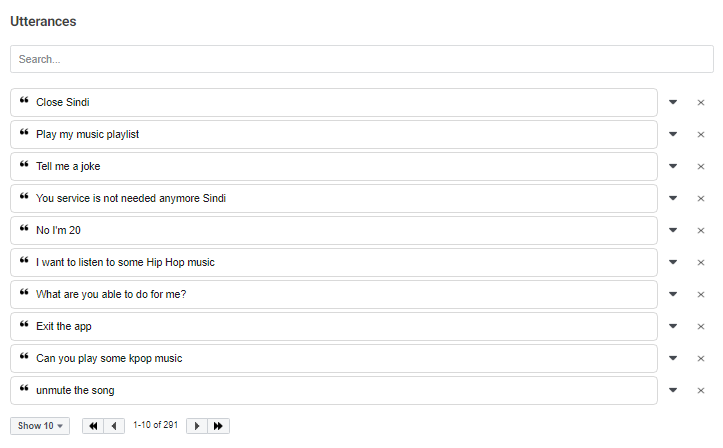 Utterances
Search...
❝ Close Sindi
❝ Play my music playlist
❝ Tell me a joke
❝ You service is not needed anymore Sindi
❝ No I'm 20
❝ I want to listen to some Hip Hop music
❝ What are you able to do for me?
❝ Exit the app
❝ Can you play some kpop music
❝ unmute the song
Show 10 1-10 of 291